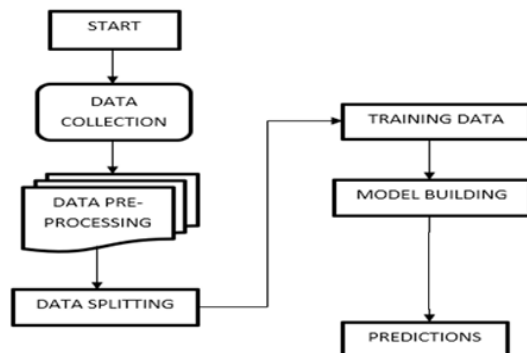 START
DATA
COLLECTION
DATA PRE-
PROCESSING
DATA SPLITTING
TRAINING DATA
MODEL BUILDING
PREDICTIONS